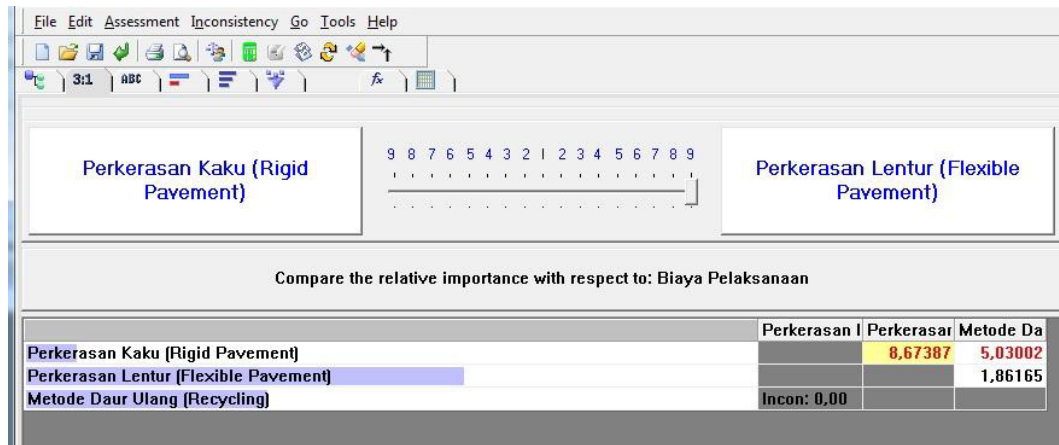 File Edit Assessment Inconsistency Go Tools Help
3:1 ABC fx
Perkerasan Kaku (Rigid
Pavement)
9 8 7 6 5 4 3 2 1 2 3 4 5 6 7 8 9
Perkerasan Lentur (Flexible
Pavement)
Compare the relative importance with respect to: Biaya Pelaksanaan
Perkerasan I Perkerasar Metode Da
Perkerasan Kaku (Rigid Pavement) 8,67387 5,03002
Perkerasan Lentur (Flexible Pavement) 1,86165
Metode Daur Ulang (Recycling) Incon: 0,00